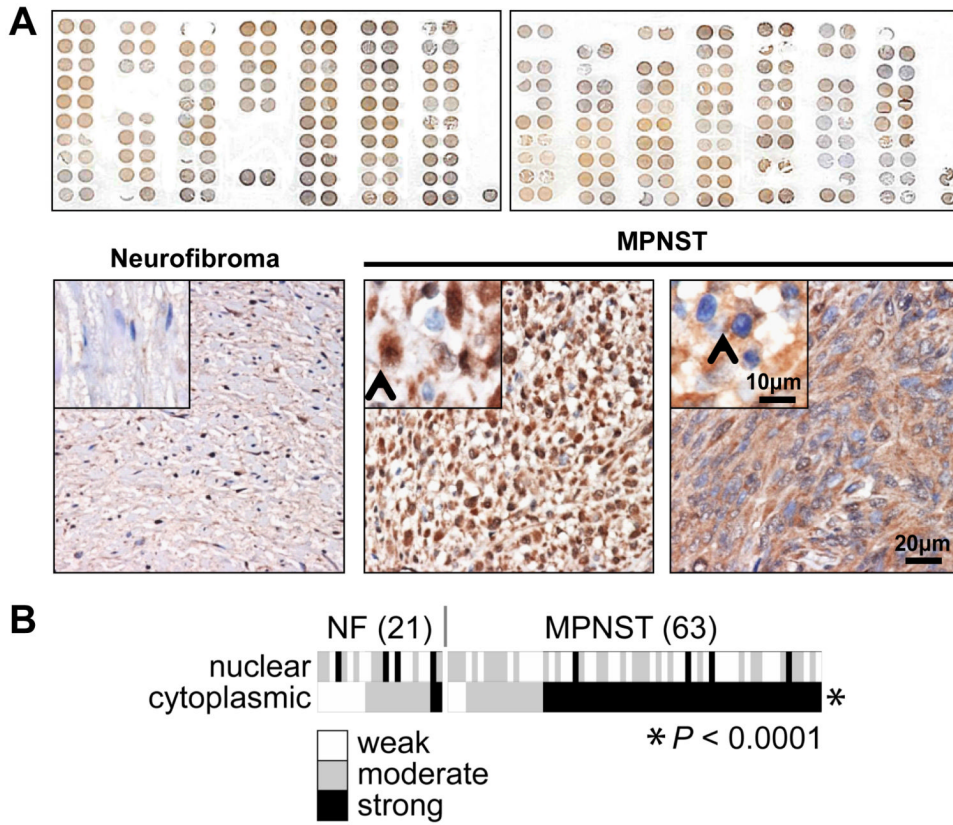 A
Neurofibroma
MPNST
10µm
20µm
B
NF (21)
MPNST (63)
nuclear
cytoplasmic
*
* P < 0.0001
weak
moderate
strong